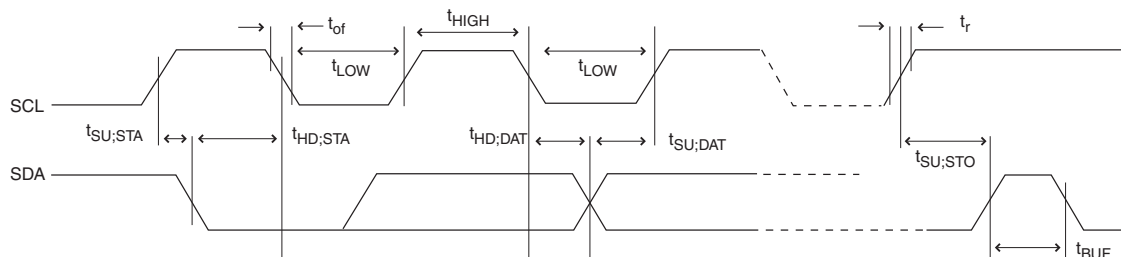 t_of
t_HIGH
t_r
t_LOW
t_LOW
SCL
t_SU;STA
t_HD;STA
t_HD;DAT
t_SU;DAT
t_SU;STO
SDA
t_BUF